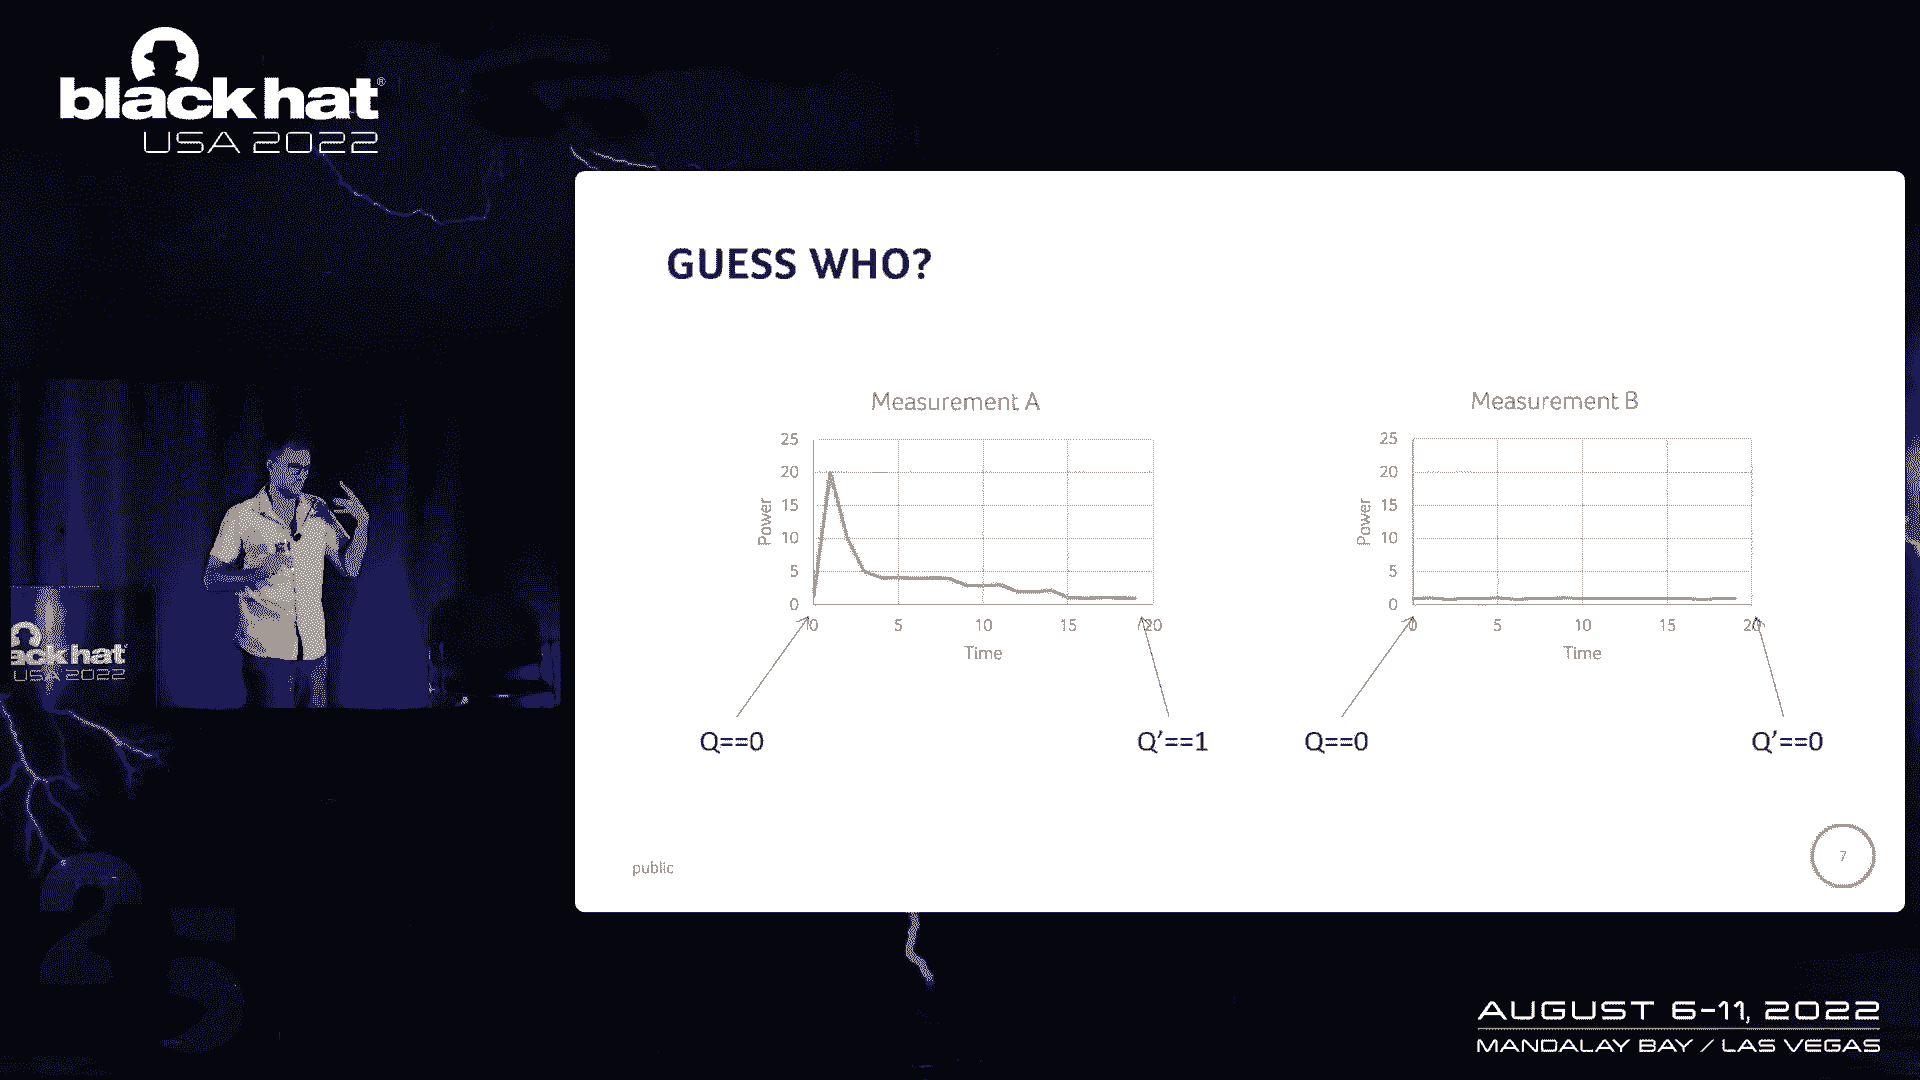 black hat®
USA 2022
GUESS WHO?
Measurement A
25
20
15
10
5
0
Power
0
5
10
15
20
Time
Q==0
Q’==1
Measurement B
25
20
15
10
5
0
Power
0
5
10
15
20
Time
Q==0
Q’==0
public
7
ack hat
USA 2022
25
AUGUST 6-11, 2022
MANDALAY BAY / LAS VEGAS